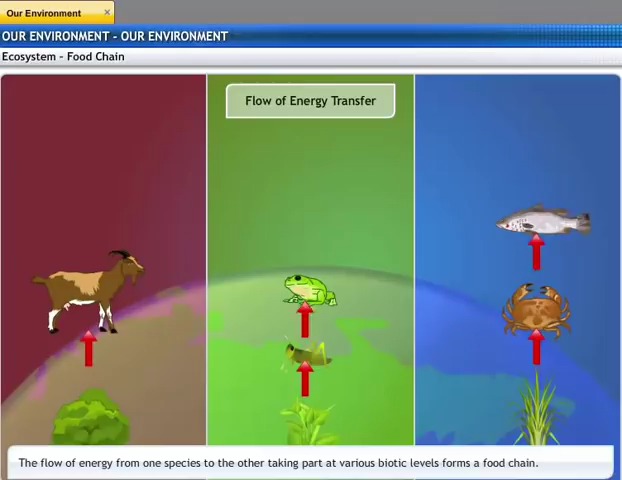 Our Environment
OUR ENVIRONMENT - OUR ENVIRONMENT
Ecosystem - Food Chain
Flow of Energy Transfer
The flow of energy from one species to the other taking part at various biotic levels forms a food chain.